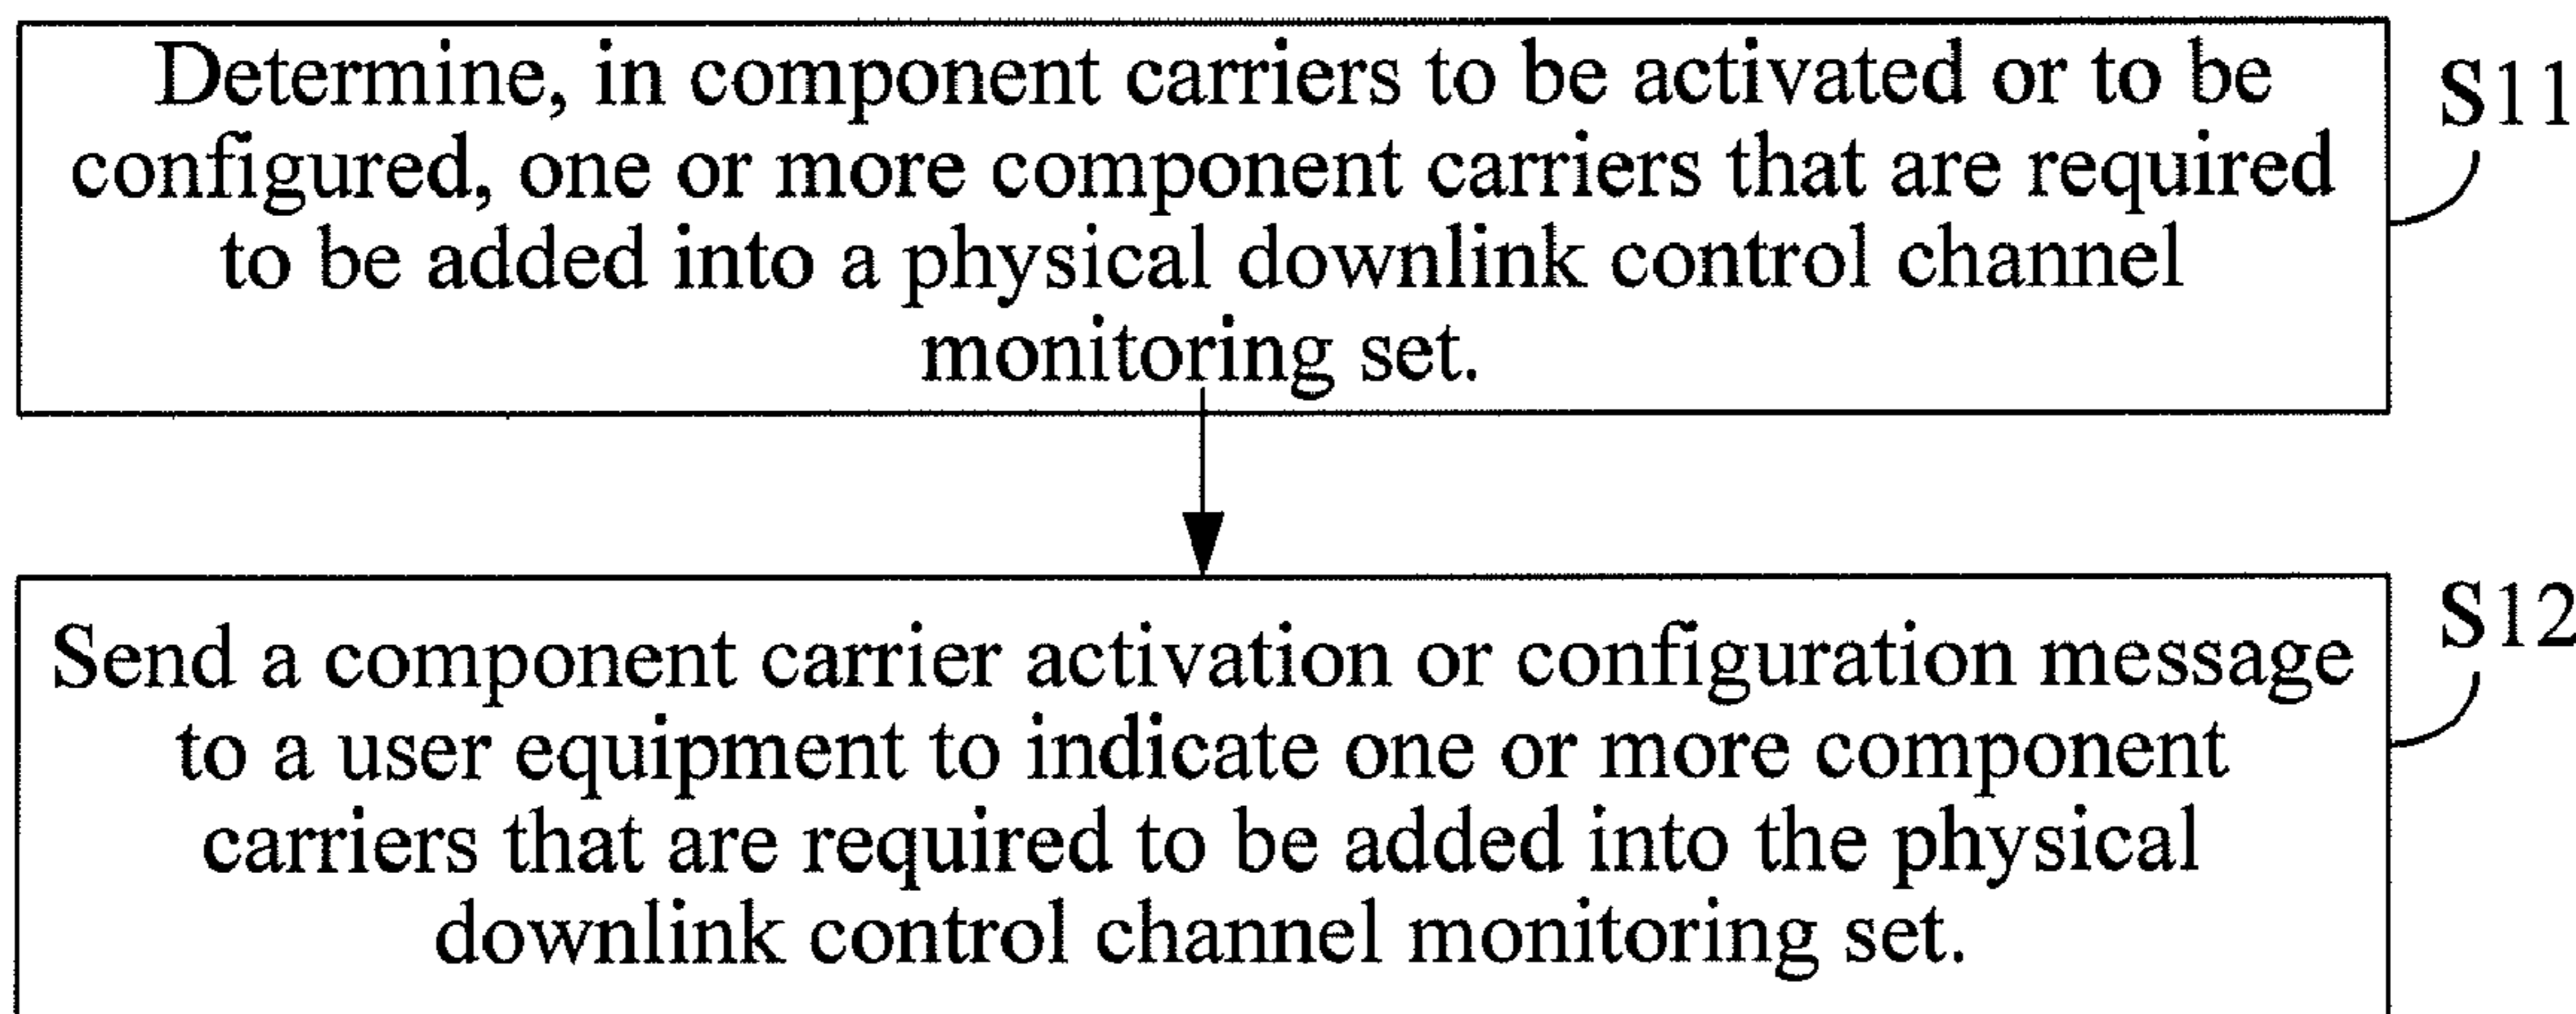 Determine, in component carriers to be activated or to be
configured, one or more component carriers that are required
to be added into a physical downlink control channel
monitoring set.
S11
Send a component carrier activation or configuration message
to a user equipment to indicate one or more component
carriers that are required to be added into the physical
downlink control channel monitoring set.
S12